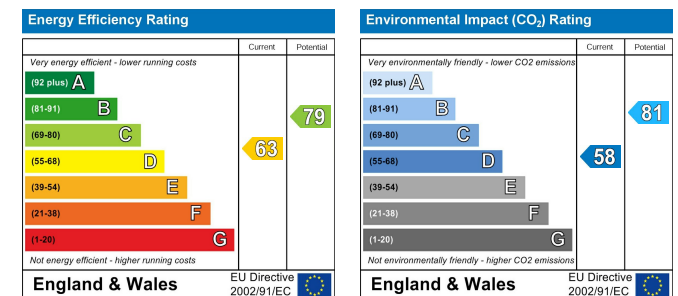 Energy Efficiency Rating
Current
Potential
Very energy efficient - lower running costs
(92 plus) A
(81-91) B
(69-80) C
(55-68) D
(39-54) E
(21-38) F
(1-20) G
63
79
Not energy efficient - higher running costs
England & Wales
EU Directive
2002/91/EC
Environmental Impact (CO₂) Rating
Current
Potential
Very environmentally friendly - lower CO2 emissions
(92 plus) A
(81-91) B
(69-80) C
(55-68) D
(39-54) E
(21-38) F
(1-20) G
58
81
Not environmentally friendly - higher CO2 emissions
England & Wales
EU Directive
2002/91/EC